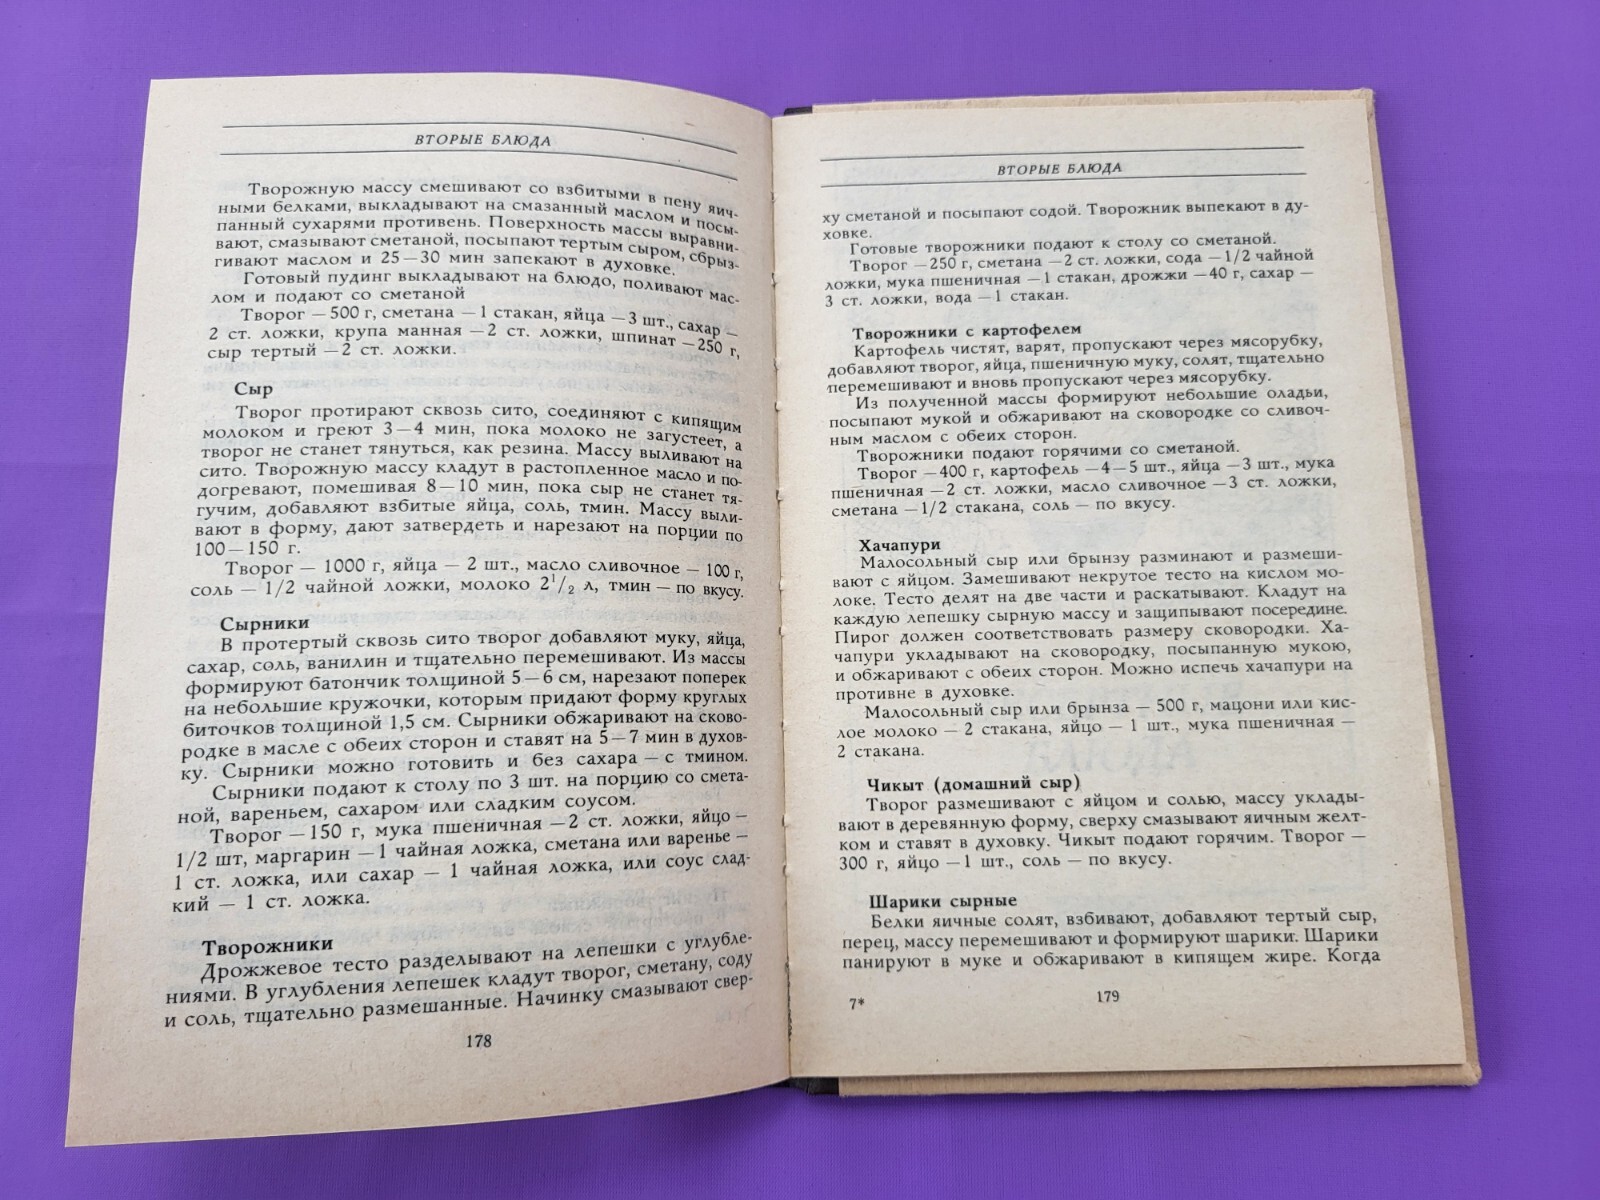 ВТОРЫЕ БЛЮДА
Творожную массу смешивают со взбитыми в пену яич-
ными белками, выкладывают на смазанный маслом и посы-
панный сухарями противень. Поверхность массы выравни-
вают, смазывают сметаной, посыпают тертым сыром, сбрыз-
гивают маслом и 25—30 мин запекают в духовке.
Готовый пудинг выкладывают на блюдо, поливают мас-
лом и подают со сметаной
Творог —500 г, сметана —1 стакан, яйца —3 шт., сахар —
2 ст. ложки, крупа манная —2 ст. ложки, шпинат —250 г,
сыр тертый —2 ст. ложки.
Сыр
Творог протирают сквозь сито, соединяют с кипящим
молоком и греют 3—4 мин, пока молоко не загустеет, а
творог не станет тянуться, как резина. Массу выливают на
сито. Творожную массу кладут в растопленное масло и по-
догревают, помешивая 8—10 мин, пока сыр не станет тя-
гучим, добавляют взбитые яйца, соль, тмин. Массу выли-
вают в форму, дают затвердеть и нарезают на порции по
100—150 г.
Творог — 1000 г, яйца — 2 шт., масло сливочное — 100 г,
соль — 1/2 чайной ложки, молоко 2 1/2 л, тмин — по вкусу.
Сырники
В протертый сквозь сито творог добавляют муку, яйца,
сахар, соль, ванилин и тщательно перемешивают. Из массы
формируют батончик толщиной 5—6 см, нарезают поперек
на небольшие кружочки, которым придают форму круглых
биточков толщиной 1,5 см. Сырники обжаривают на сково-
родке в масле с обеих сторон и ставят на 5—7 мин в духов-
ку. Сырники можно готовить и без сахара — с тмином.
Сырники подают к столу по 3 шт. на порцию со смета-
ной, вареньем, сахаром или сладким соусом.
Творог —150 г, мука пшеничная —2 ст. ложки, яйцо —
1/2 шт, маргарин —1 чайная ложка, сметана или варенье —
1 ст. ложка, или сахар — 1 чайная ложка, или соус слад-
кий — 1 ст. ложка.
Творожники
Дрожжевое тесто разделывают на лепешки с углубле-
ниями. В углубления лепешек кладут творог, сметану, соду
и соль, тщательно размешанные. Начинку смазывают свер-
178
ВТОРЫЕ БЛЮДА
ху сметаной и посыпают содой. Творожник выпекают в ду-
ховке.
Готовые творожники подают к столу со сметаной.
Творог —250 г, сметана —2 ст. ложки, сода —1/2 чайной
ложки, мука пшеничная —1 стакан, дрожжи —40 г, сахар —
3 ст. ложки, вода —1 стакан.
Творожники с картофелем
Картофель чистят, варят, пропускают через мясорубку,
добавляют творог, яйца, пшеничную муку, солят, тщательно
перемешивают и вновь пропускают через мясорубку.
Из полученной массы формируют небольшие оладьи,
посыпают мукой и обжаривают на сковородке со сливоч-
ным маслом с обеих сторон.
Творожники подают горячими со сметаной.
Творог —400 г, картофель —4—5 шт., яйца —3 шт., мука
пшеничная —2 ст. ложки, масло сливочное —3 ст. ложки,
сметана —1/2 стакана, соль — по вкусу.
Хачапури
Малосольный сыр или брынзу разминают и размеши-
вают с яйцом. Замешивают некрутое тесто на кислом мо-
локе. Тесто делят на две части и раскатывают. Кладут на
каждую лепешку сырную массу и защипывают посередине.
Пирог должен соответствовать размеру сковородки. Ха-
чапури укладывают на сковородку, посыпанную мукою,
и обжаривают с обеих сторон. Можно испечь хачапури на
противне в духовке.
Малосольный сыр или брынза — 500 г, мацони или кис-
лое молоко — 2 стакана, яйцо — 1 шт., мука пшеничная —
2 стакана.
Чикыт (домашний сыр)
Творог размешивают с яйцом и солью, массу уклады-
вают в деревянную форму, сверху смазывают яичным желт-
ком и ставят в духовку. Чикыт подают горячим. Творог —
300 г, яйцо —1 шт., соль — по вкусу.
Шарики сырные
Белки яичные солят, взбивают, добавляют тертый сыр,
перец, массу перемешивают и формируют шарики. Шарики
панируют в муке и обжаривают в кипящем жире. Когда
7*
179